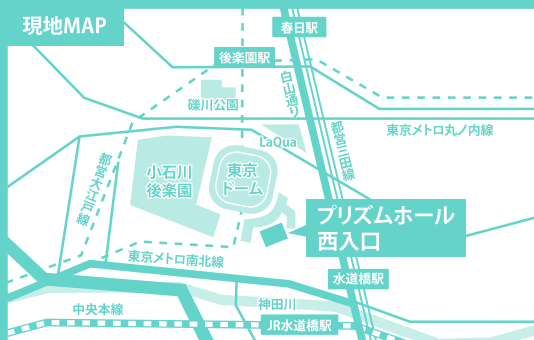 現地MAP
春日駅
後楽園駅
白山通り
礫川公園
東京メトロ丸ノ内線
都営三田線
LaQua
都営大江戸線
小石川
後楽園
東京
ドーム
プリズムホール
西入口
東京メトロ南北線
水道橋駅
中央本線
神田川
JR水道橋駅